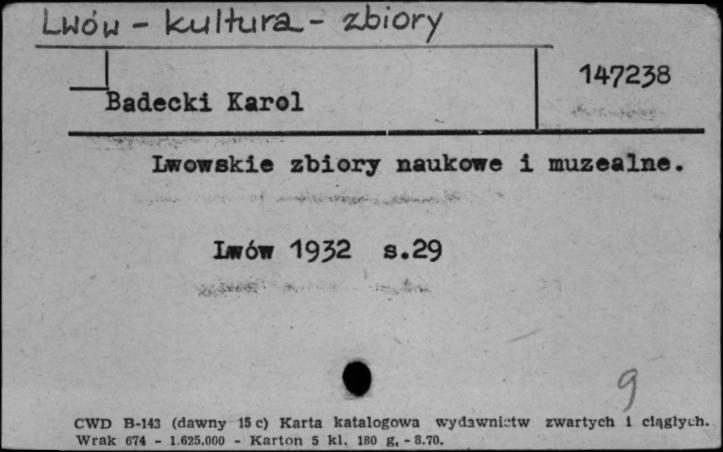 Lwów - kultura - zbiory
147238
Badecki Karol
Lwowskie zbiory naukowe i muzealne.
Lwów 1932 s.29
9
CWD B-143 (dawny 15 c) Karta katalogowa wydawnictw zwartych i ciągłych.
Wrak 674 - 1.625.000 - Karton 5 kl. 180 g, - 8.70.